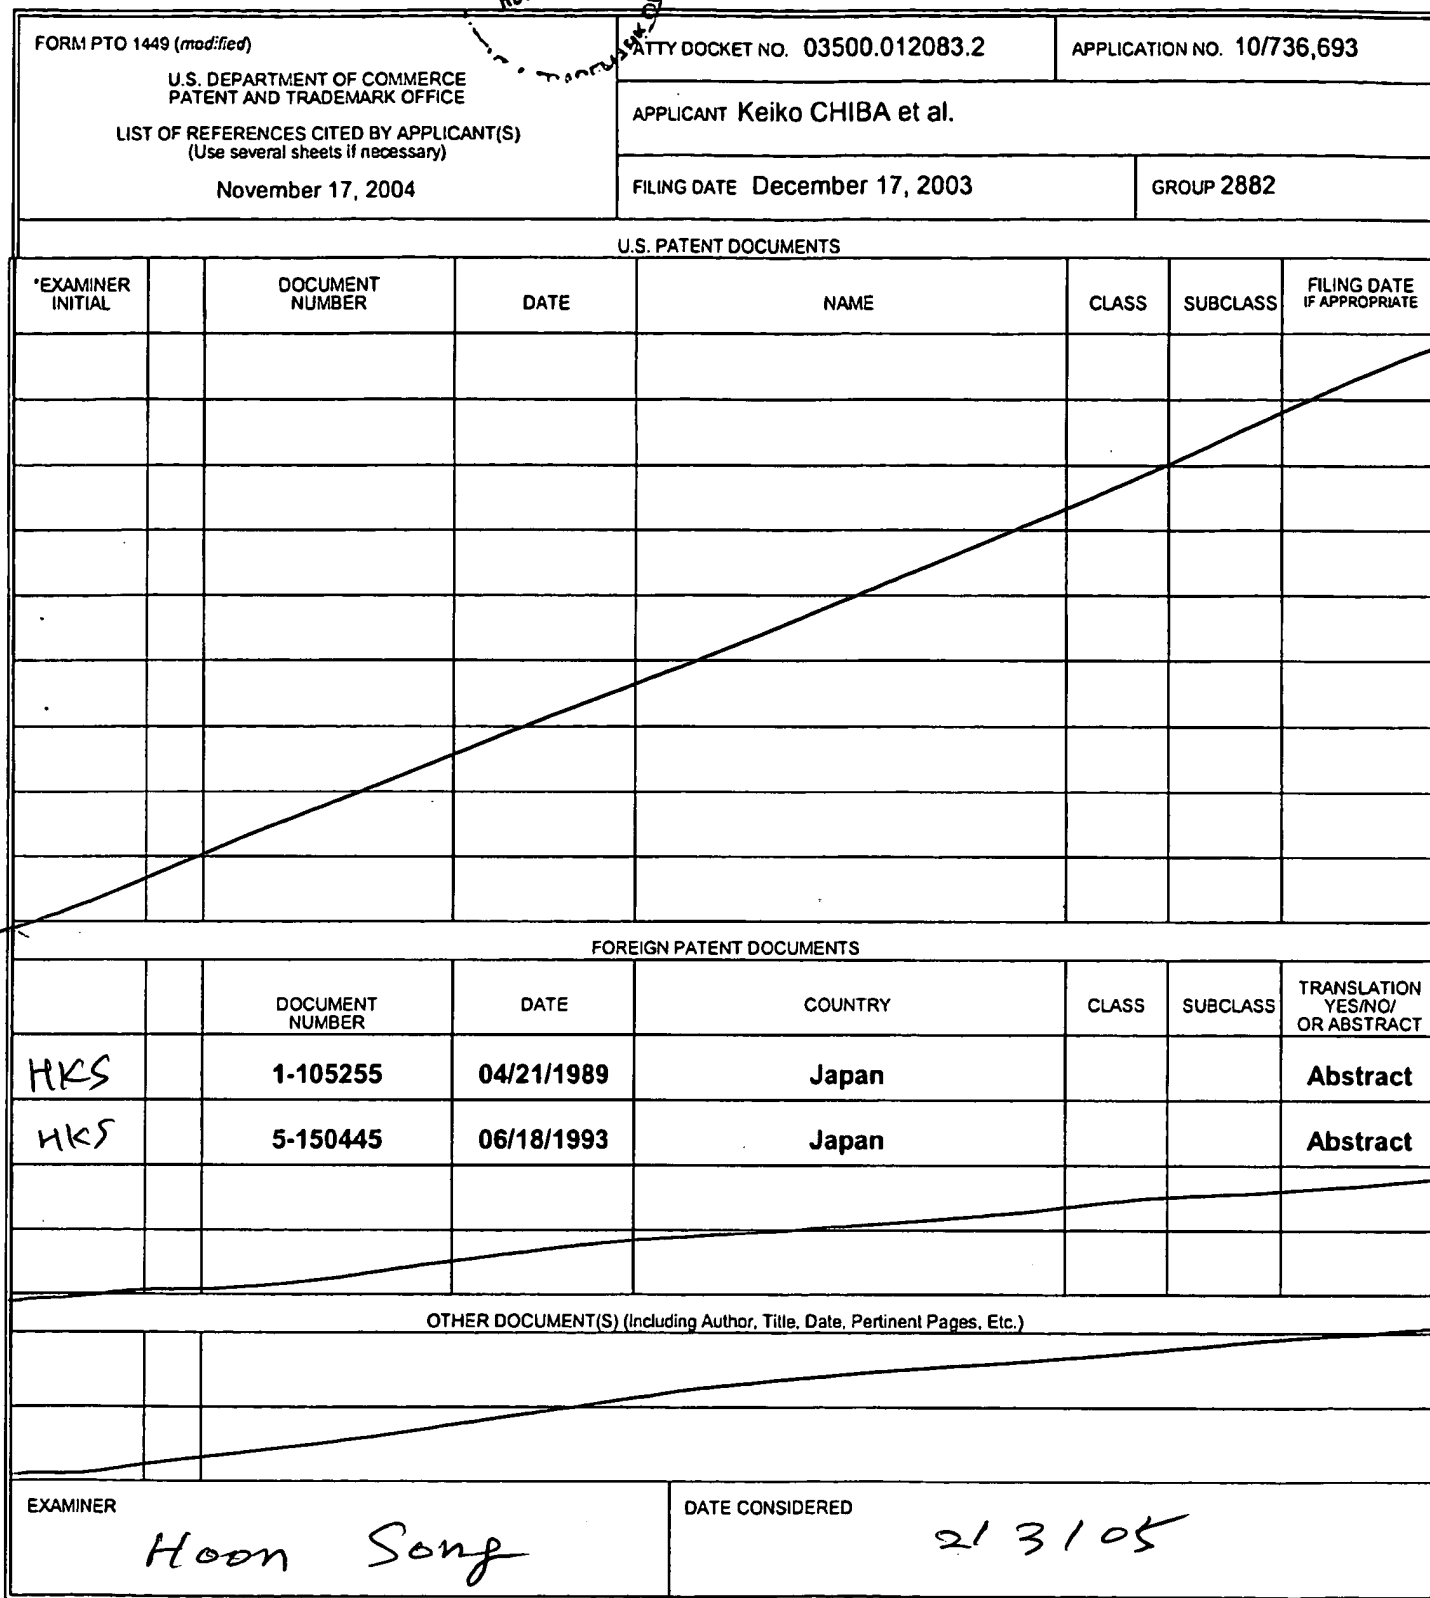 FORM PTO 1449 (modified)
U.S. DEPARTMENT OF COMMERCE
PATENT AND TRADEMARK OFFICE
LIST OF REFERENCES CITED BY APPLICANT(S)
(Use several sheets if necessary)
November 17, 2004
ATTY DOCKET NO. 03500.012083.2
APPLICATION NO. 10/736,693
APPLICANT Keiko CHIBA et al.
FILING DATE December 17, 2003
GROUP 2882
U.S. PATENT DOCUMENTS
*EXAMINER
INITIAL
DOCUMENT
NUMBER
DATE
NAME
CLASS
SUBCLASS
FILING DATE
IF APPROPRIATE
FOREIGN PATENT DOCUMENTS
DOCUMENT
NUMBER
DATE
COUNTRY
CLASS
SUBCLASS
TRANSLATION
YES/NO/
OR ABSTRACT
HKS 1-105255 04/21/1989 Japan Abstract
HKS 5-150445 06/18/1993 Japan Abstract
OTHER DOCUMENT(S) (Including Author, Title, Date, Pertinent Pages, Etc.)
EXAMINER
Hoon Song
DATE CONSIDERED
2/3/05